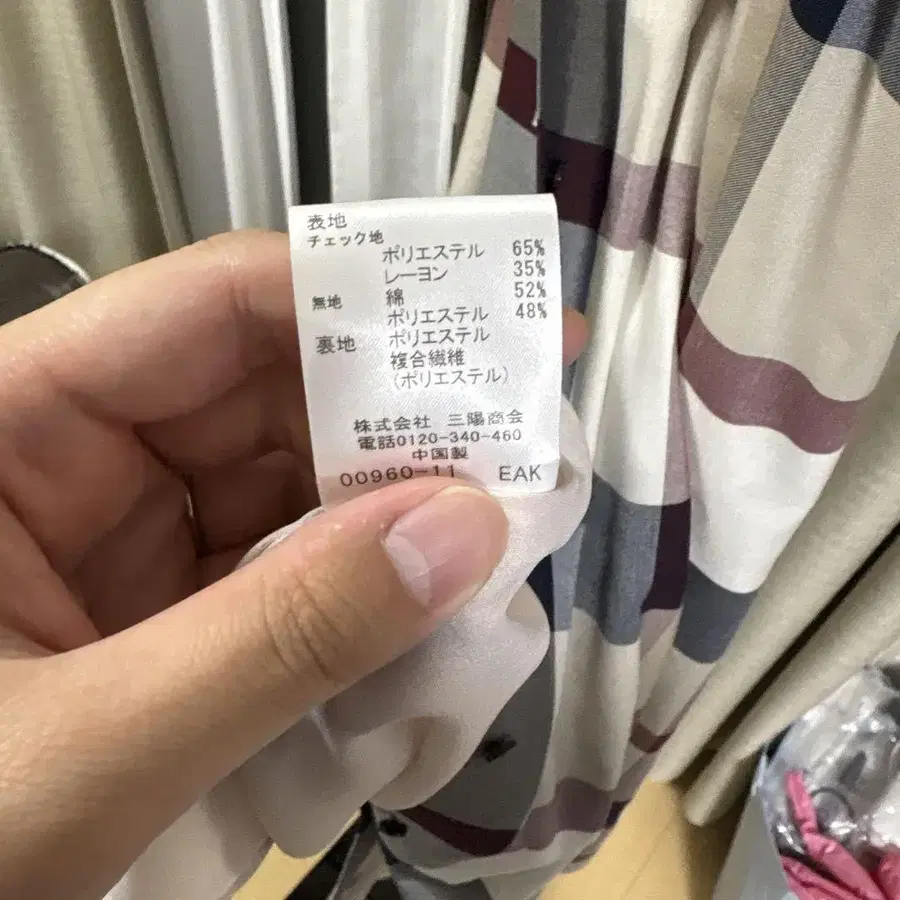 表地
チェック地
ポリエステル 65%
レーヨン 35%
無地 綿 52%
ポリエステル 48%
裏地 ポリエステル
複合繊維
(ポリエステル)
株式会社 三陽商会
電話0120-340-460
中国製
00960-11 EAK